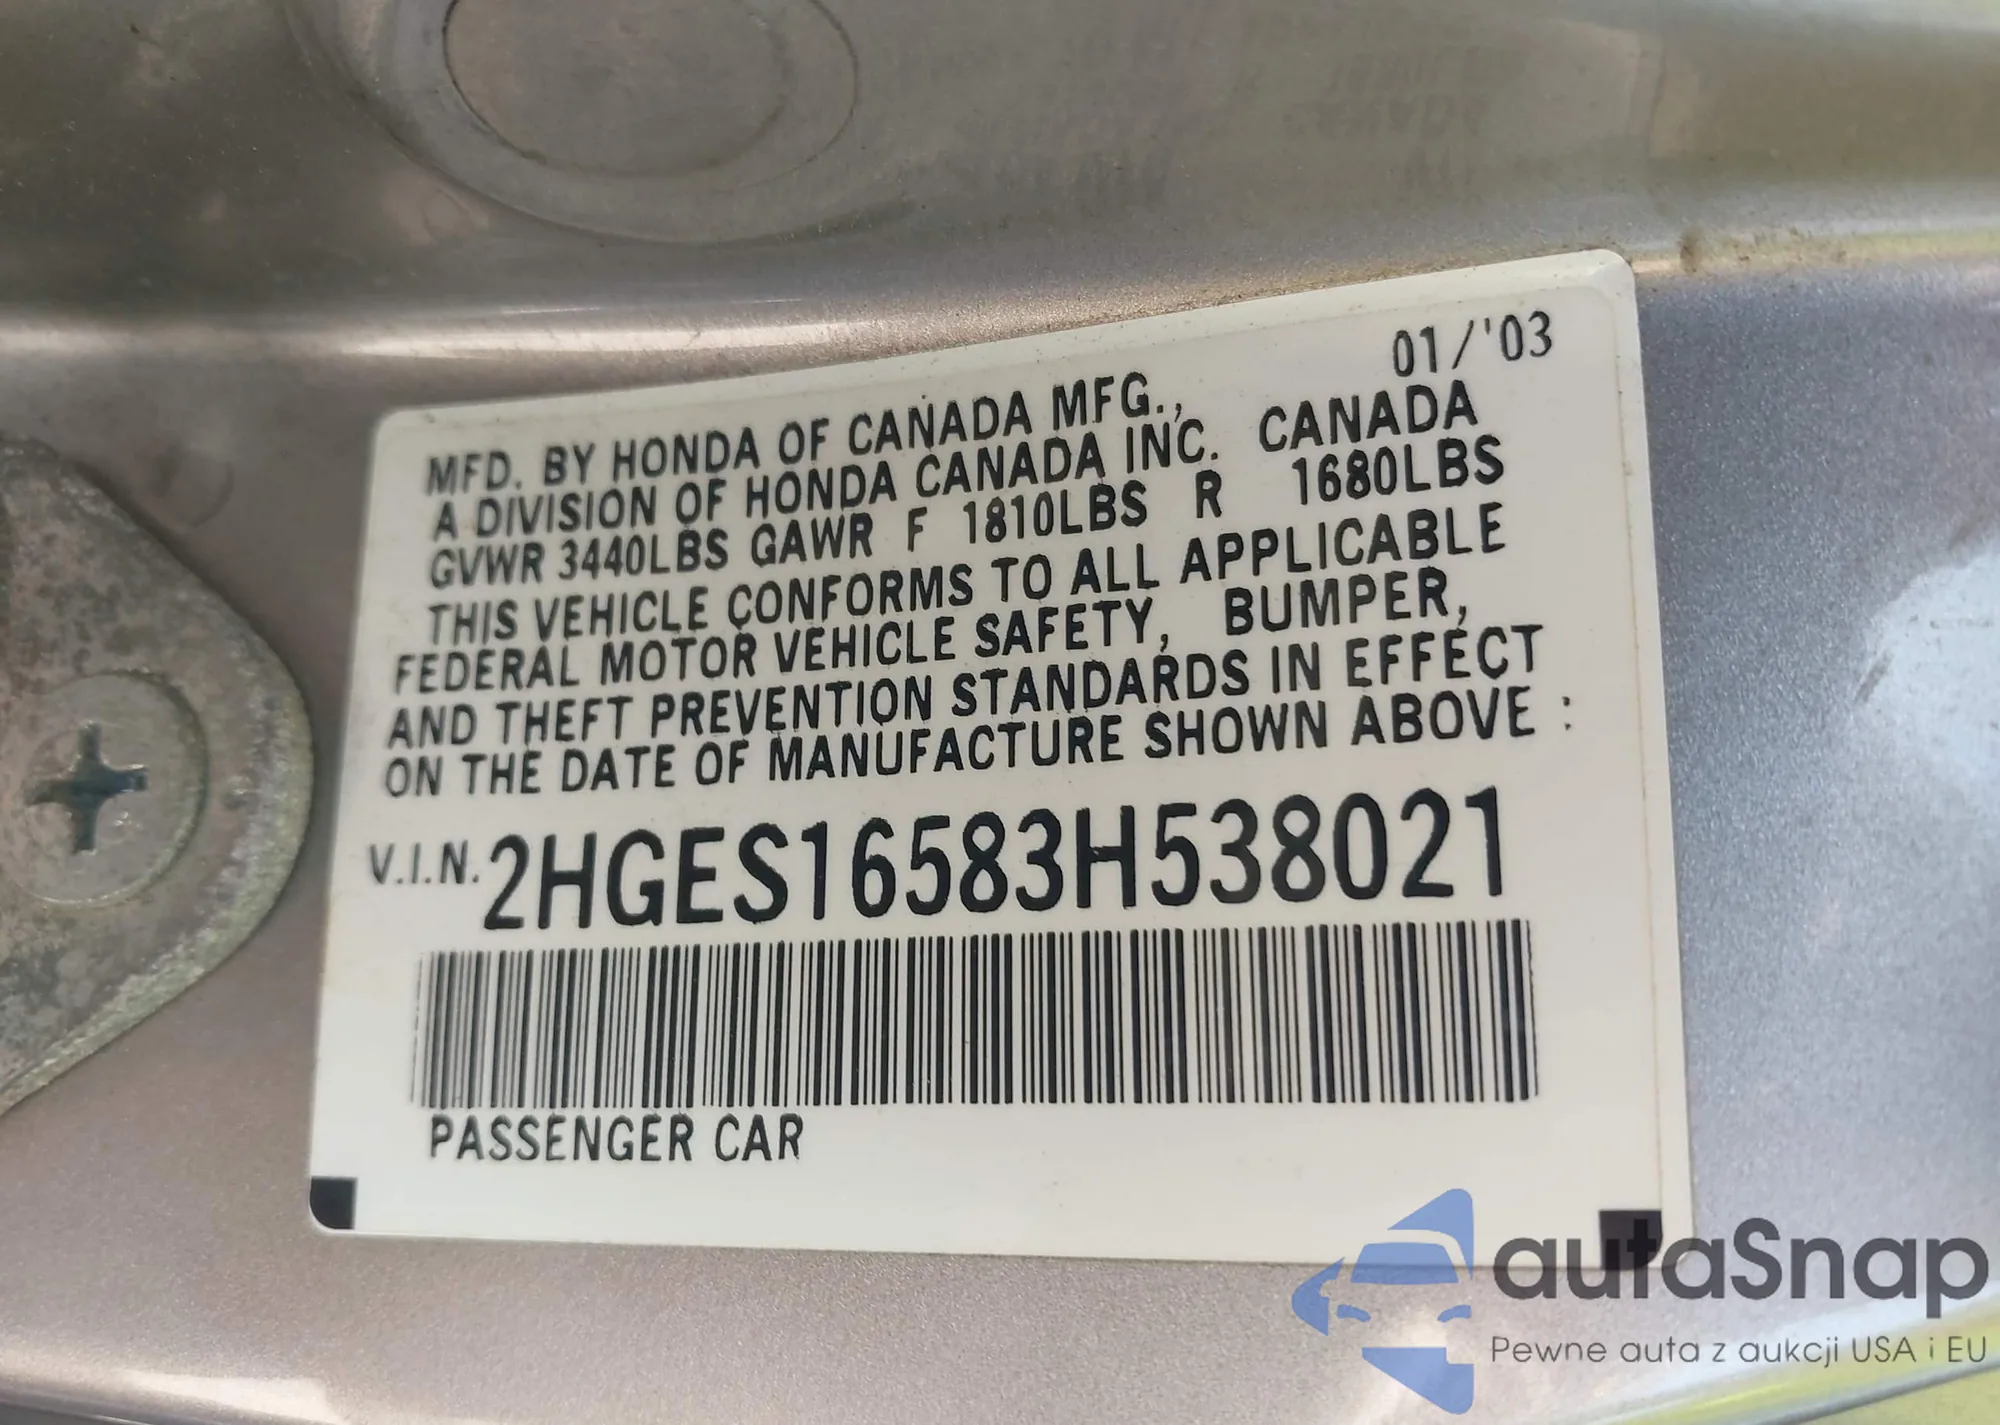 01/'03
MFD. BY HONDA OF CANADA MFG.,
A DIVISION OF HONDA CANADA INC. CANADA
GVWR 3440LBS GAWR F 1810LBS R 1680LBS
THIS VEHICLE CONFORMS TO ALL APPLICABLE
FEDERAL MOTOR VEHICLE SAFETY, BUMPER,
AND THEFT PREVENTION STANDARDS IN EFFECT
ON THE DATE OF MANUFACTURE SHOWN ABOVE :
V.I.N. 2HGES16583H538021
PASSENGER CAR
autaSnap
Pewne auta z aukcji USA i EU